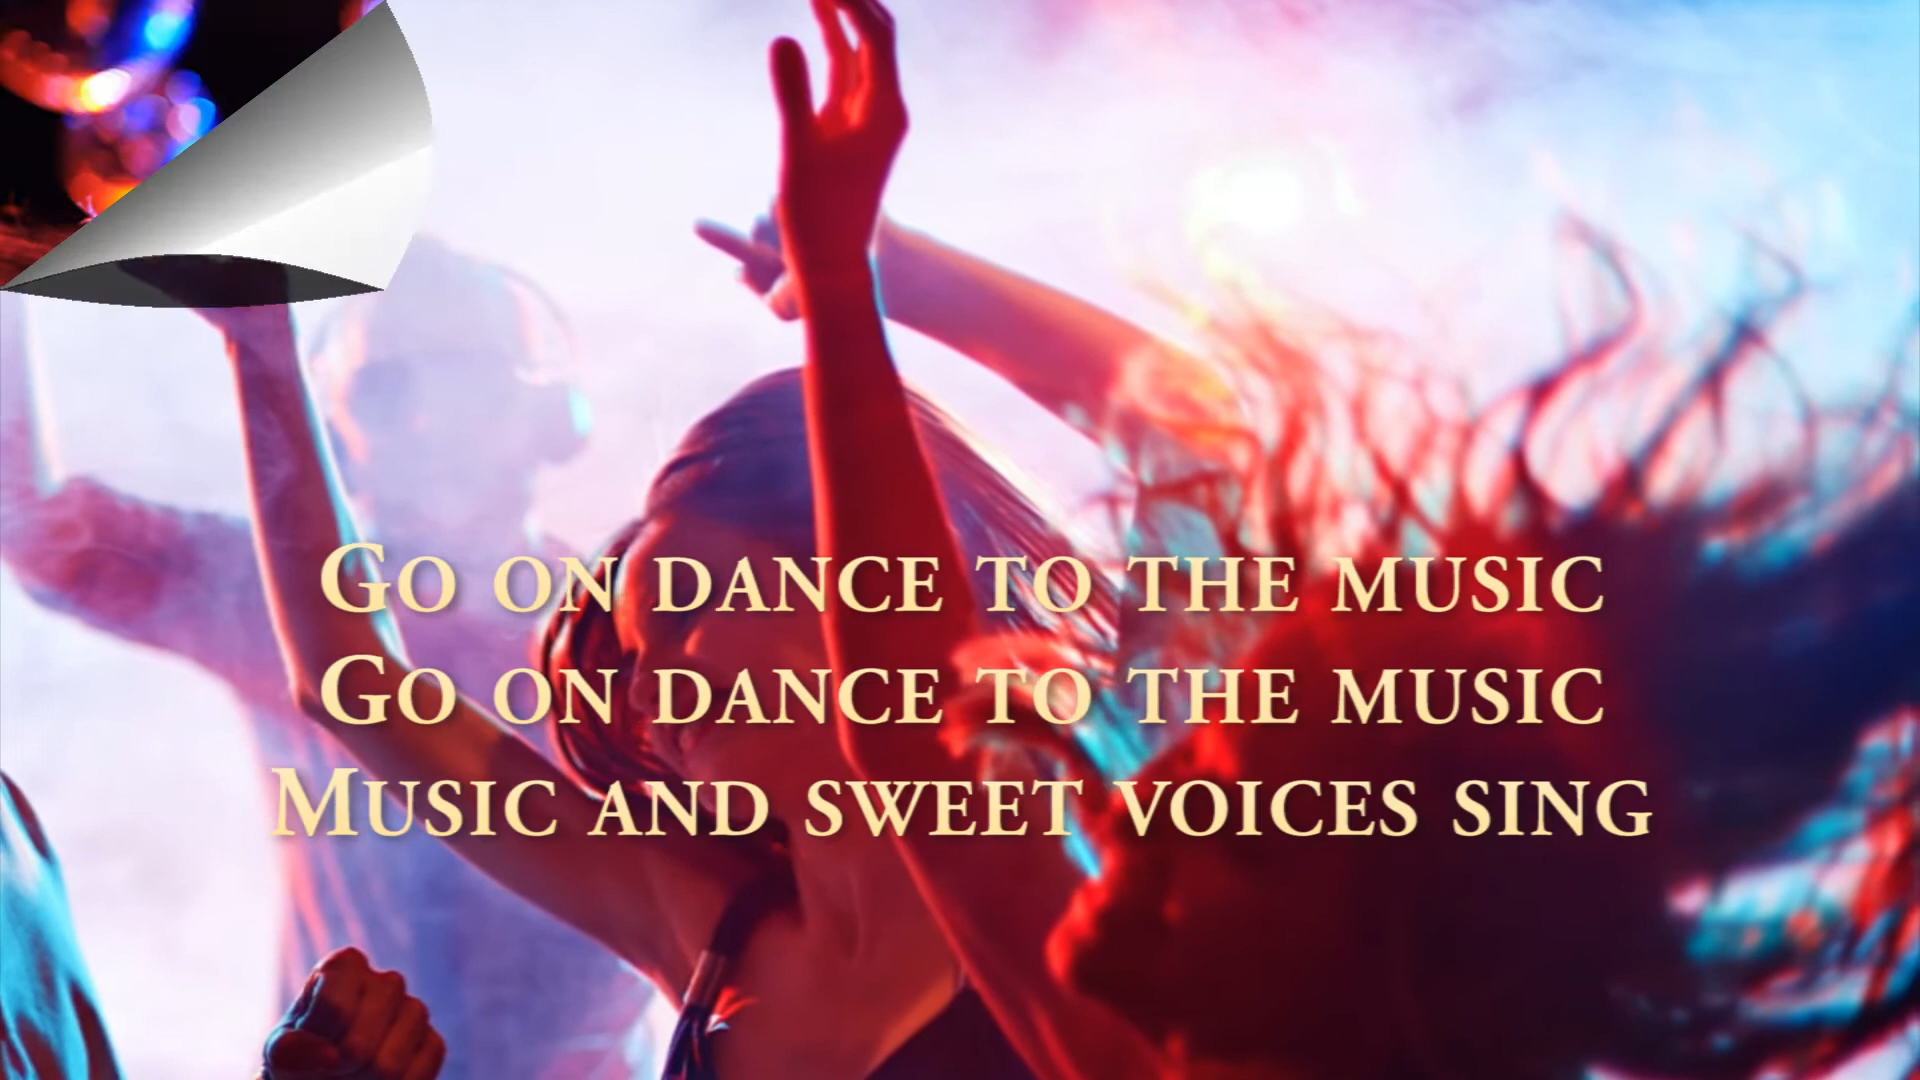 Go on dance to the music
Go on dance to the music
Music and sweet voices sing